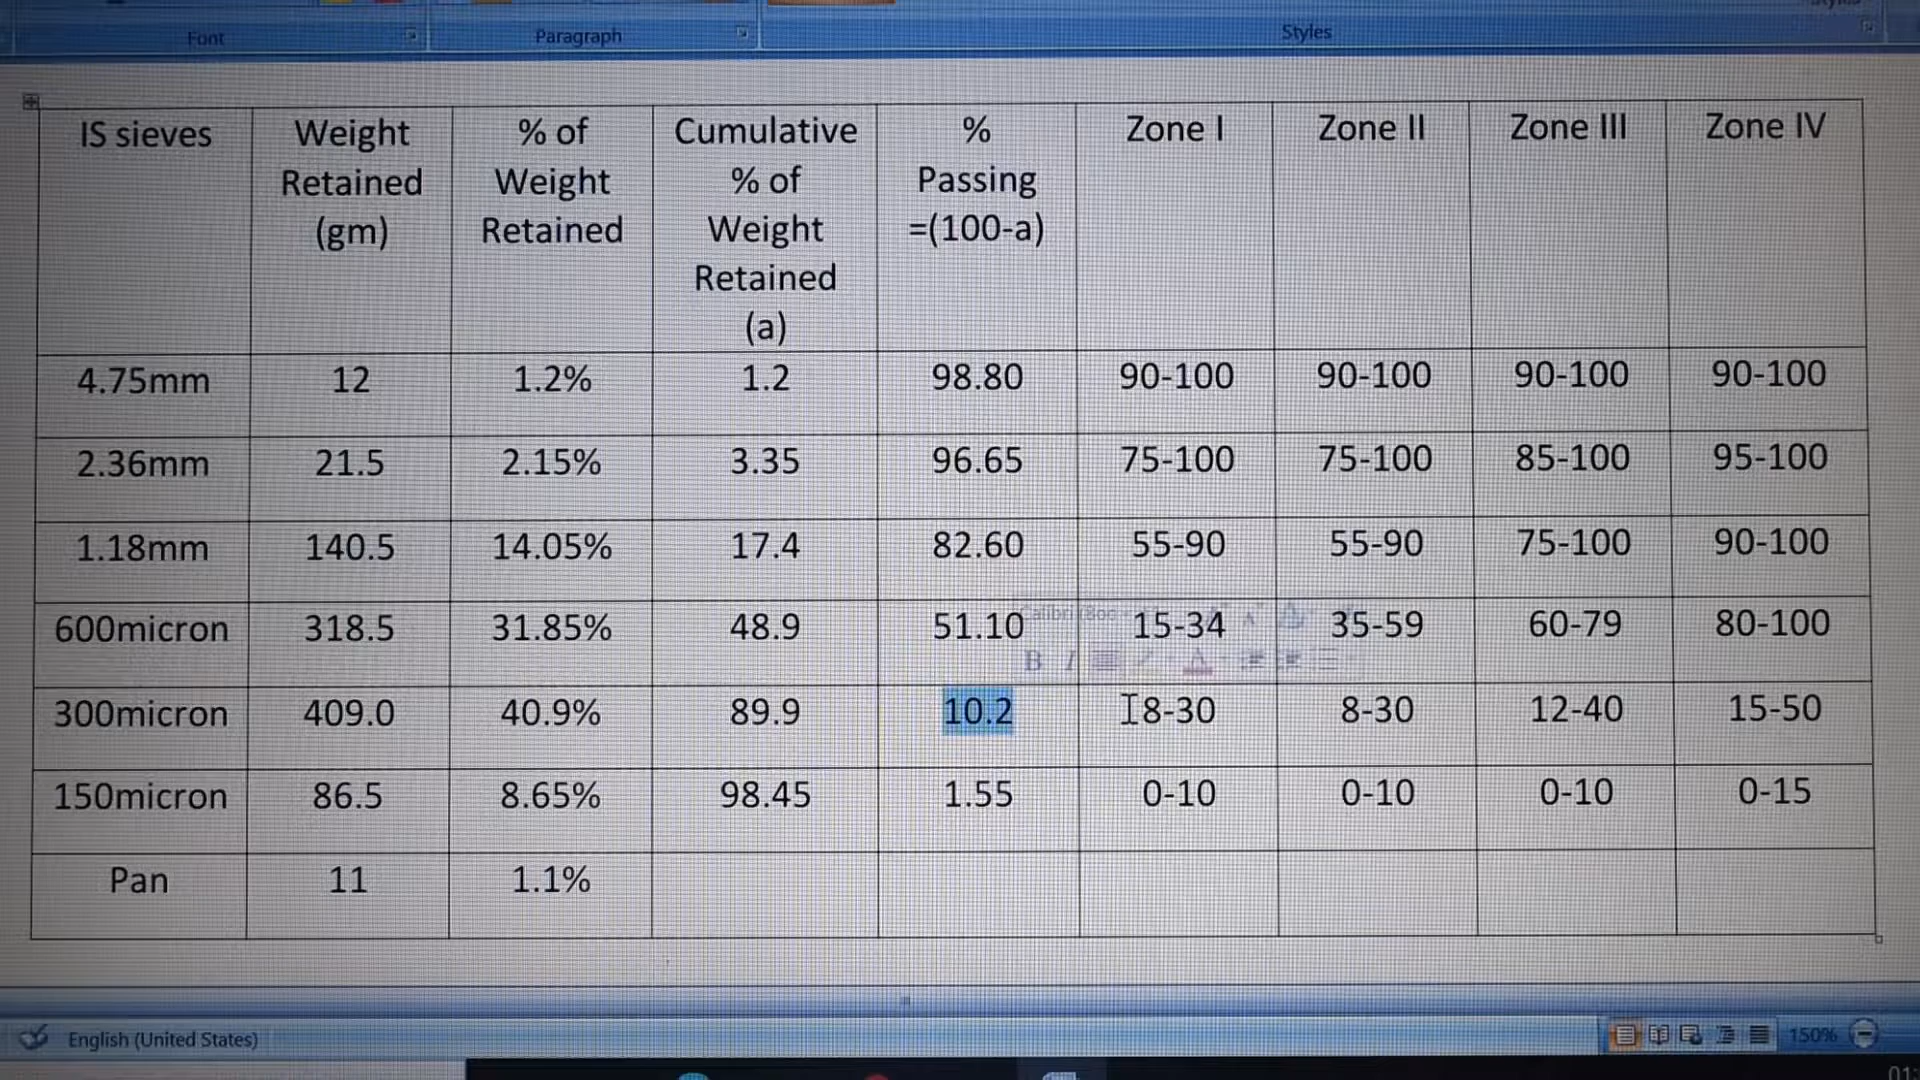 Font Paragraph Styles
IS sieves Weight Retained (gm) % of Weight Retained Cumulative % of Weight Retained (a) % Passing =(100-a) Zone I Zone II Zone III Zone IV
4.75mm 12 1.2% 1.2 98.80 90-100 90-100 90-100 90-100
2.36mm 21.5 2.15% 3.35 96.65 75-100 75-100 85-100 95-100
1.18mm 140.5 14.05% 17.4 82.60 55-90 55-90 75-100 90-100
600micron 318.5 31.85% 48.9 51.10 15-34 35-59 60-79 80-100
B I A
300micron 409.0 40.9% 89.9 10.2 8-30 8-30 12-40 15-50
150micron 86.5 8.65% 98.45 1.55 0-10 0-10 0-10 0-15
Pan 11 1.1%
English (United States) 150%